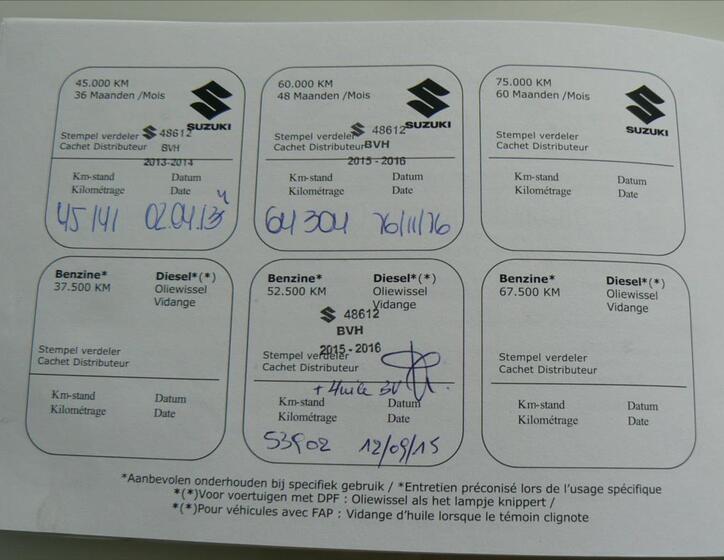 45.000 KM
36 Maanden /Mois
SUZUKI
Stempel verdeler 48612
Cachet Distributeur BVH
2013-2014
Km-stand Datum
Kilométrage Date
45141 02.04.13
4
60.000 KM
48 Maanden /Mois
SUZUKI
Stempel verdeler 48612
Cachet Distributeur BVH
2015 - 2016
Km-stand Datum
Kilométrage Date
64304 16/11/16
75.000 KM
60 Maanden /Mois
SUZUKI
Stempel verdeler
Cachet Distributeur
Km-stand Datum
Kilométrage Date
Benzine* Diesel*(*)
37.500 KM Oliewissel
Vidange
Stempel verdeler
Cachet Distributeur
Km-stand Datum
Kilométrage Date
Benzine* Diesel*(*)
52.500 KM Oliewissel
Vidange
48612
BVH
2015 - 2016
Stempel verdeler
Cachet Distributeur
+ Huile BV
Km-stand Datum
Kilométrage Date
53902 12/09/15
Benzine* Diesel*(*)
67.500 KM Oliewissel
Vidange
Stempel verdeler
Cachet Distributeur
Km-stand Datum
Kilométrage Date
*Aanbevolen onderhouden bij specifiek gebruik / *Entretien préconisé lors de l'usage spécifique
*(*)Voor voertuigen met DPF : Oliewissel als het lampje knippert /
*(*)Pour véhicules avec FAP : Vidange d'huile lorsque le témoin clignote